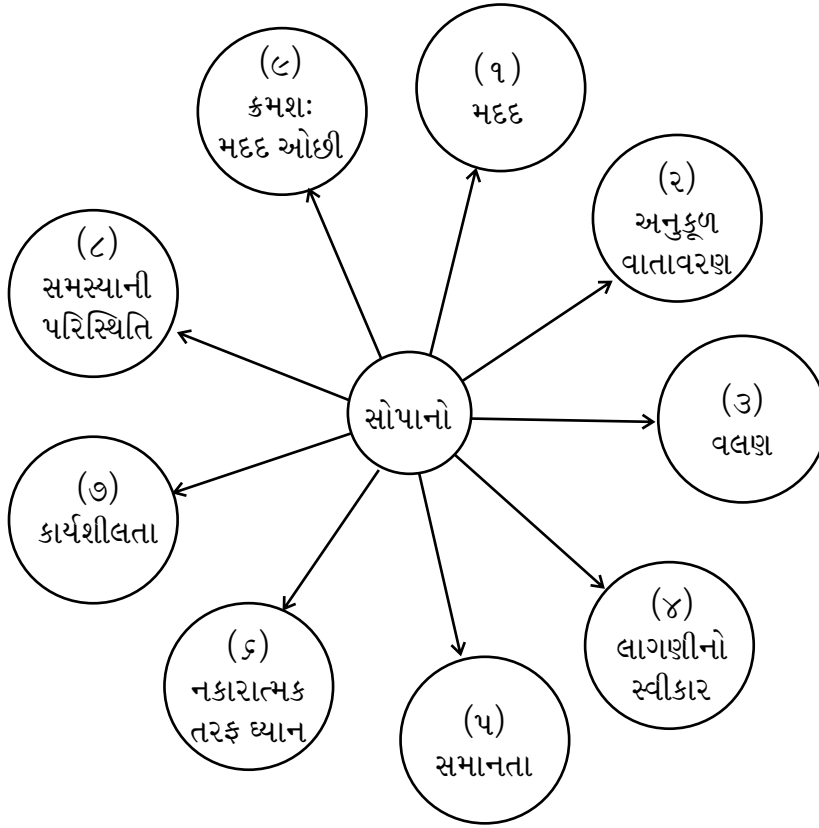 સોપાનો
(૧)
મદદ
(૨)
અનુકૂળ
વાતાવરણ
(૩)
વલણ
(૪)
લાગણીનો
સ્વીકાર
(૫)
સમાનતા
(૬)
નકારાત્મક
તરફ ઘ્યાન
(૭)
કાર્યશીલતા
(૮)
સમસ્યાની
પરિસ્થિતિ
(૯)
ક્રમશઃ
મદદ ઓછી